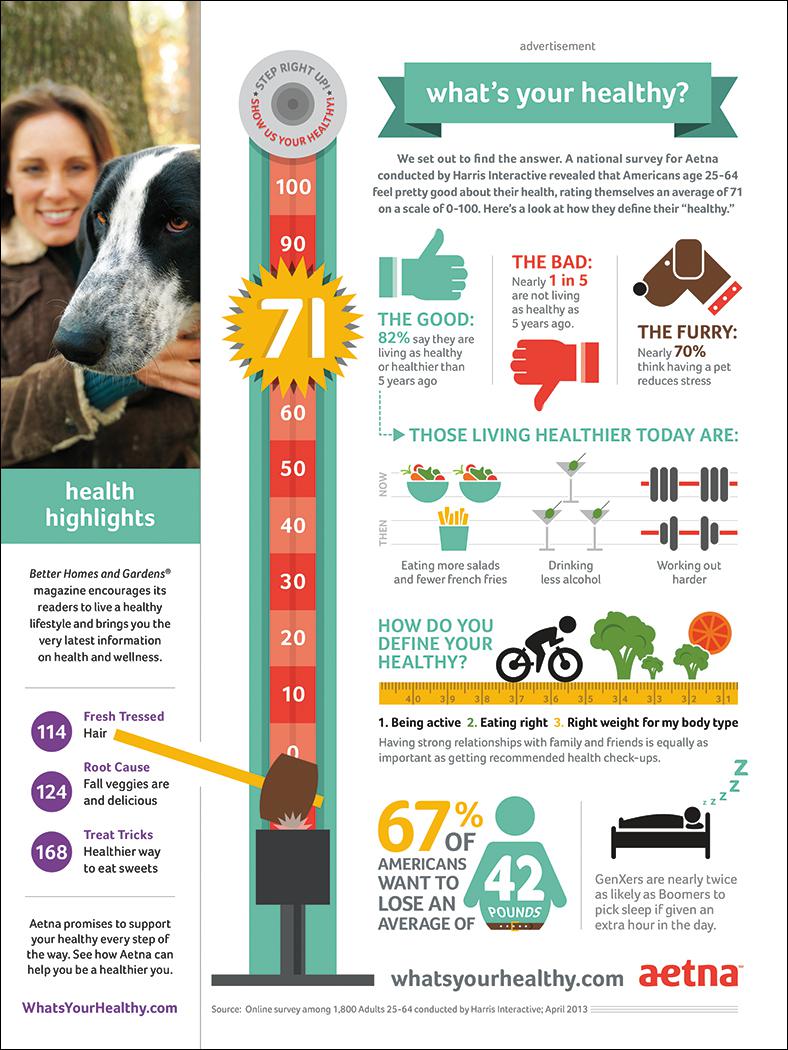 advertisement
what's your healthy?
We set out to find the answer. A national survey for Aetna
conducted by Harris Interactive revealed that Americans age 25-64
feel pretty good about their health, rating themselves an average of 71
on a scale of 0-100. Here's a look at how they define their "healthy."
STEP RIGHT UP!
SHOW US YOUR HEALTHY!
100
90
71
60
50
40
30
20
10
0
THE GOOD:
82% say they are
living as healthy
or healthier than
5 years ago
THE BAD:
Nearly 1 in 5
are not living
as healthy as
5 years ago.
THE FURRY:
Nearly 70%
think having a pet
reduces stress
THOSE LIVING HEALTHIER TODAY ARE:
NOW
THEN
Eating more salads
and fewer french fries
Drinking
less alcohol
Working out
harder
HOW DO YOU
DEFINE YOUR
HEALTHY?
40 39 38 37 36 35 34 33 32 31
1. Being active 2. Eating right 3. Right weight for my body type
Having strong relationships with family and friends is equally as
important as getting recommended health check-ups.
67%
OF
AMERICANS
WANT TO
LOSE AN
AVERAGE OF
42
POUNDS
z z z Z Z Z
GenXers are nearly twice
as likely as Boomers to
pick sleep if given an
extra hour in the day.
whatsyourhealthy.com aetna™
Source: Online survey among 1,800 Adults 25-64 conducted by Harris Interactive; April 2013
health
highlights
Better Homes and Gardens®
magazine encourages its
readers to live a healthy
lifestyle and brings you the
very latest information
on health and wellness.
114
Fresh Tressed
Hair
124
Root Cause
Fall veggies are
and delicious
168
Treat Tricks
Healthier way
to eat sweets
Aetna promises to support
your healthy every step of
the way. See how Aetna can
help you be a healthier you.
WhatsYourHealthy.com